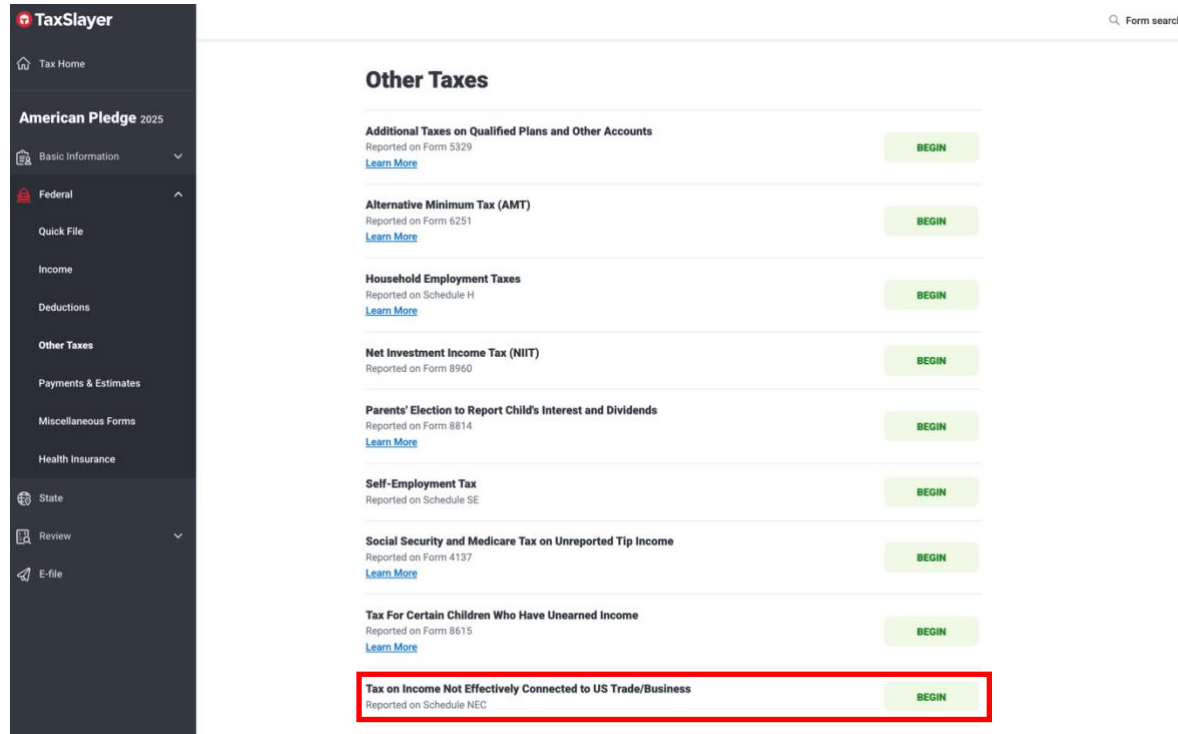 TaxSlayer
Form search
Tax Home
American Pledge 2025
Basic Information
Federal
Quick File
Income
Deductions
Other Taxes
Payments & Estimates
Miscellaneous Forms
Health Insurance
State
Review
E-file
Other Taxes
Additional Taxes on Qualified Plans and Other Accounts
Reported on Form 5329
Learn More
BEGIN
Alternative Minimum Tax (AMT)
Reported on Form 6251
Learn More
BEGIN
Household Employment Taxes
Reported on Schedule H
Learn More
BEGIN
Net Investment Income Tax (NIIT)
Reported on Form 8960
BEGIN
Parents' Election to Report Child's Interest and Dividends
Reported on Form 8814
Learn More
BEGIN
Self-Employment Tax
Reported on Schedule SE
BEGIN
Social Security and Medicare Tax on Unreported Tip Income
Reported on Form 4137
Learn More
BEGIN
Tax For Certain Children Who Have Unearned Income
Reported on Form 8615
Learn More
BEGIN
Tax on Income Not Effectively Connected to US Trade/Business
Reported on Schedule NEC
BEGIN